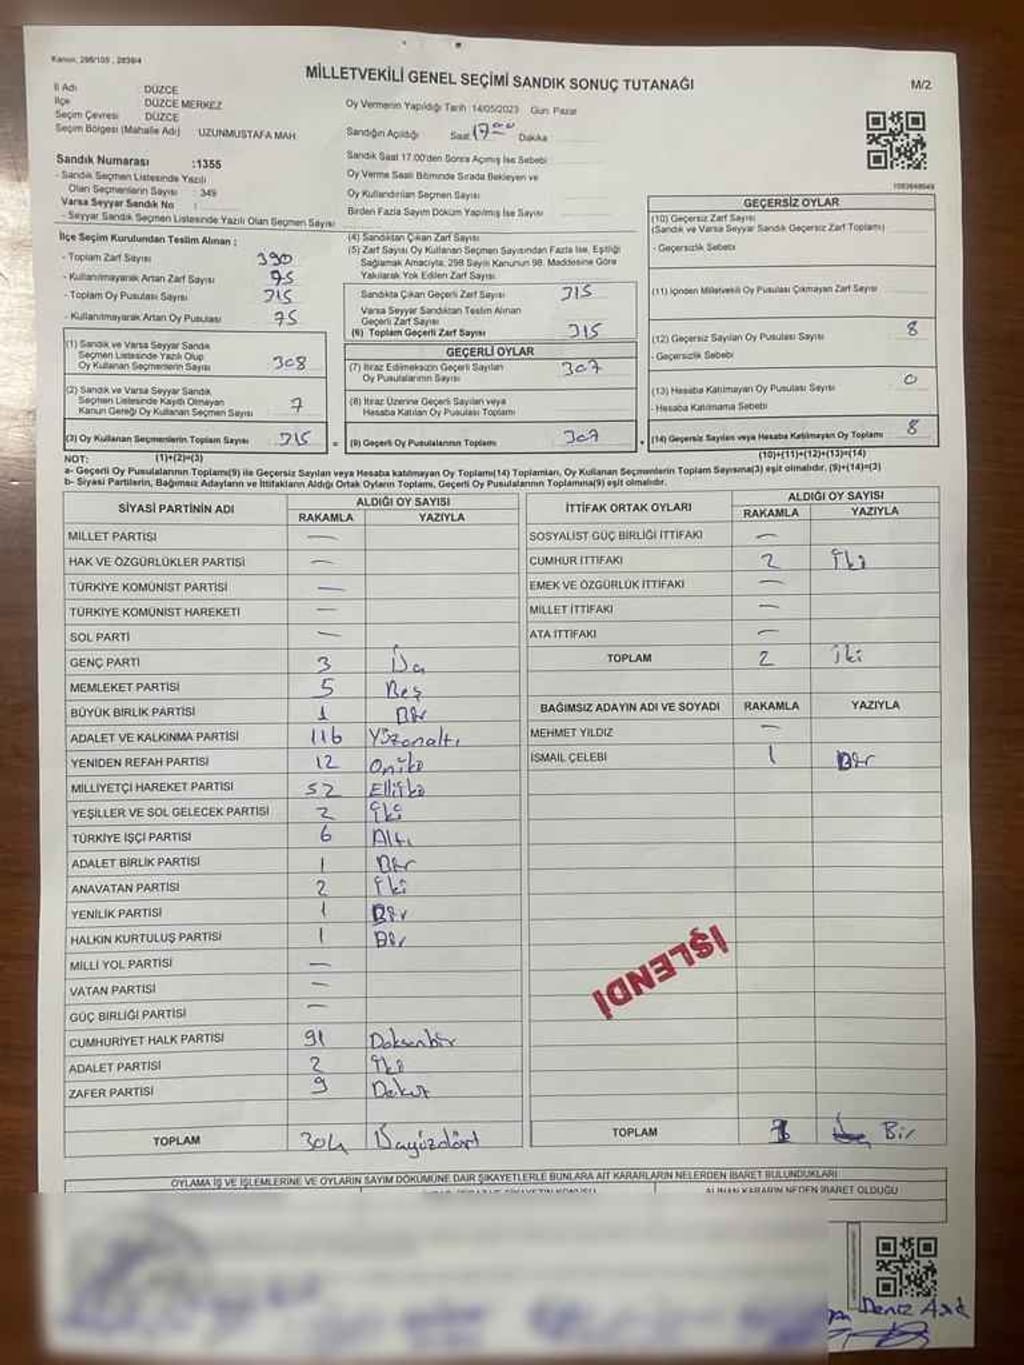 Kanun: 298/105 , 2839/4
MİLLETVEKİLİ GENEL SEÇİMİ SANDIK SONUÇ TUTANAĞI
M/2
İl Adı DÜZCE
İlçe DÜZCE MERKEZ
Seçim Çevresi DÜZCE
Seçim Bölgesi (Mahalle Adı) UZUNMUSTAFA MAH.
Sandık Numarası :1355
- Sandık Seçmen Listesinde Yazılı
Olan Seçmenlerin Sayısı : 349
Varsa Seyyar Sandık No :
- Seyyar Sandık Seçmen Listesinde Yazılı Olan Seçmen Sayısı
Oy Vermenin Yapıldığı Tarih 14/05/2023 Gün: Pazar
Sandığın Açıldığı Saat 17:00 Dakika
Sandık Saat 17.00'den Sonra Açılmış İse Sebebi
Oy Verme Saati Bitiminde Sırada Bekleyen ve
Oy Kullandırılan Seçmen Sayısı
Birden Fazla Sayım Döküm Yapılmış İse Sayısı
İlçe Seçim Kurulundan Teslim Alınan ;
- Toplam Zarf Sayısı 390
- Kullanılmayarak Artan Zarf Sayısı 75
- Toplam Oy Pusulası Sayısı 315
- Kullanılmayarak Artan Oy Pusulası 75
(1) Sandık ve Varsa Seyyar Sandık
Seçmen Listesinde Yazılı Olup
Oy Kullanan Seçmenlerin Sayısı 308
(2) Sandık ve Varsa Seyyar Sandık
Seçmen Listesinde Kayıtlı Olmayan
Kanun Gereği Oy Kullanan Seçmen Sayısı 7
(3) Oy Kullanan Seçmenlerin Toplam Sayısı 315 =
(4) Sandıktan Çıkan Zarf Sayısı
(5) Zarf Sayısı Oy Kullanan Seçmen Sayısından Fazla İse, Eşitliği
Sağlamak Amacıyla, 298 Sayılı Kanunun 98. Maddesine Göre
Yakılarak Yok Edilen Zarf Sayısı
Sandıkta Çıkan Geçerli Zarf Sayısı 315
Varsa Seyyar Sandıktan Teslim Alınan
Geçerli Zarf Sayısı
(6) Toplam Geçerli Zarf Sayısı 315
GEÇERLİ OYLAR
(7) İtiraz Edilmeksizin Geçerli Sayılan
Oy Pusulalarının Sayısı 307
(8) İtiraz Üzerine Geçerli Sayılan veya
Hesaba Katılan Oy Pusulası Toplamı
(9) Geçerli Oy Pusulalarının Toplamı 307 +
GEÇERSİZ OYLAR
(10) Geçersiz Zarf Sayısı
(Sandık ve Varsa Seyyar Sandık Geçersiz Zarf Toplamı)
- Geçersizlik Sebebi
(11) İçinden Milletvekili Oy Pusulası Çıkmayan Zarf Sayısı
(12) Geçersiz Sayılan Oy Pusulası Sayısı 8
- Geçersizlik Sebebi
(13) Hesaba Katılmayan Oy Pusulası Sayısı 0
- Hesaba Katılmama Sebebi
(14) Geçersiz Sayılan veya Hesaba Katılmayan Oy Toplamı 8
NOT: (1)+(2)=(3) (10)+(11)+(12)+(13)=(14)
a- Geçerli Oy Pusulalarının Toplamı(9) ile Geçersiz Sayılan veya Hesaba katılmayan Oy Toplamı(14) Toplamları, Oy Kullanan Seçmenlerin Toplam Sayısına(3) eşit olmalıdır. (9)+(14)=(3)
b- Siyasi Partilerin, Bağımsız Adayların ve İttifakların Aldığı Ortak Oyların Toplamı, Geçerli Oy Pusulalarının Toplamına(9) eşit olmalıdır.
SİYASİ PARTİNİN ADI ALDIĞI OY SAYISI
RAKAMLA YAZIYLA
MİLLET PARTİSİ —
HAK VE ÖZGÜRLÜKLER PARTİSİ —
TÜRKİYE KOMÜNİST PARTİSİ —
TÜRKİYE KOMÜNİST HAREKETİ —
SOL PARTİ —
GENÇ PARTİ 3 Üç
MEMLEKET PARTİSİ 5 Beş
BÜYÜK BİRLİK PARTİSİ 1 Bir
ADALET VE KALKINMA PARTİSİ 116 Yüzonaltı
YENİDEN REFAH PARTİSİ 12 Oniki
MİLLİYETÇİ HAREKET PARTİSİ 52 Elliiki
YEŞİLLER VE SOL GELECEK PARTİSİ 2 İki
TÜRKİYE İŞÇİ PARTİSİ 6 Altı
ADALET BİRLİK PARTİSİ 1 Bir
ANAVATAN PARTİSİ 2 İki
YENİLİK PARTİSİ 1 Bir
HALKIN KURTULUŞ PARTİSİ 1 Bir
MİLLİ YOL PARTİSİ —
VATAN PARTİSİ —
GÜÇ BİRLİĞİ PARTİSİ —
CUMHURİYET HALK PARTİSİ 91 Doksanbir
ADALET PARTİSİ 2 İki
ZAFER PARTİSİ 9 Dokuz
TOPLAM 304 Üçyüzdört
İTTİFAK ORTAK OYLARI ALDIĞI OY SAYISI
RAKAMLA YAZIYLA
SOSYALİST GÜÇ BİRLİĞİ İTTİFAKI —
CUMHUR İTTİFAKI 2 İki
EMEK VE ÖZGÜRLÜK İTTİFAKI —
MİLLET İTTİFAKI —
ATA İTTİFAKI —
TOPLAM 2 İki
BAĞIMSIZ ADAYIN ADI VE SOYADI RAKAMLA YAZIYLA
MEHMET YILDIZ —
İSMAİL ÇELEBİ 1 Bir
İŞLENDİ
TOPLAM 1 Bir
OYLAMA İŞ VE İŞLEMLERİNE VE OYLARIN SAYIM DÖKÜMÜNE DAİR ŞİKAYETLERLE BUNLARA AİT KARARLARIN NELERDEN İBARET BULUNDUKLARI
ALINAN KARARIN NEDEN İBARET OLDUĞU
Deniz